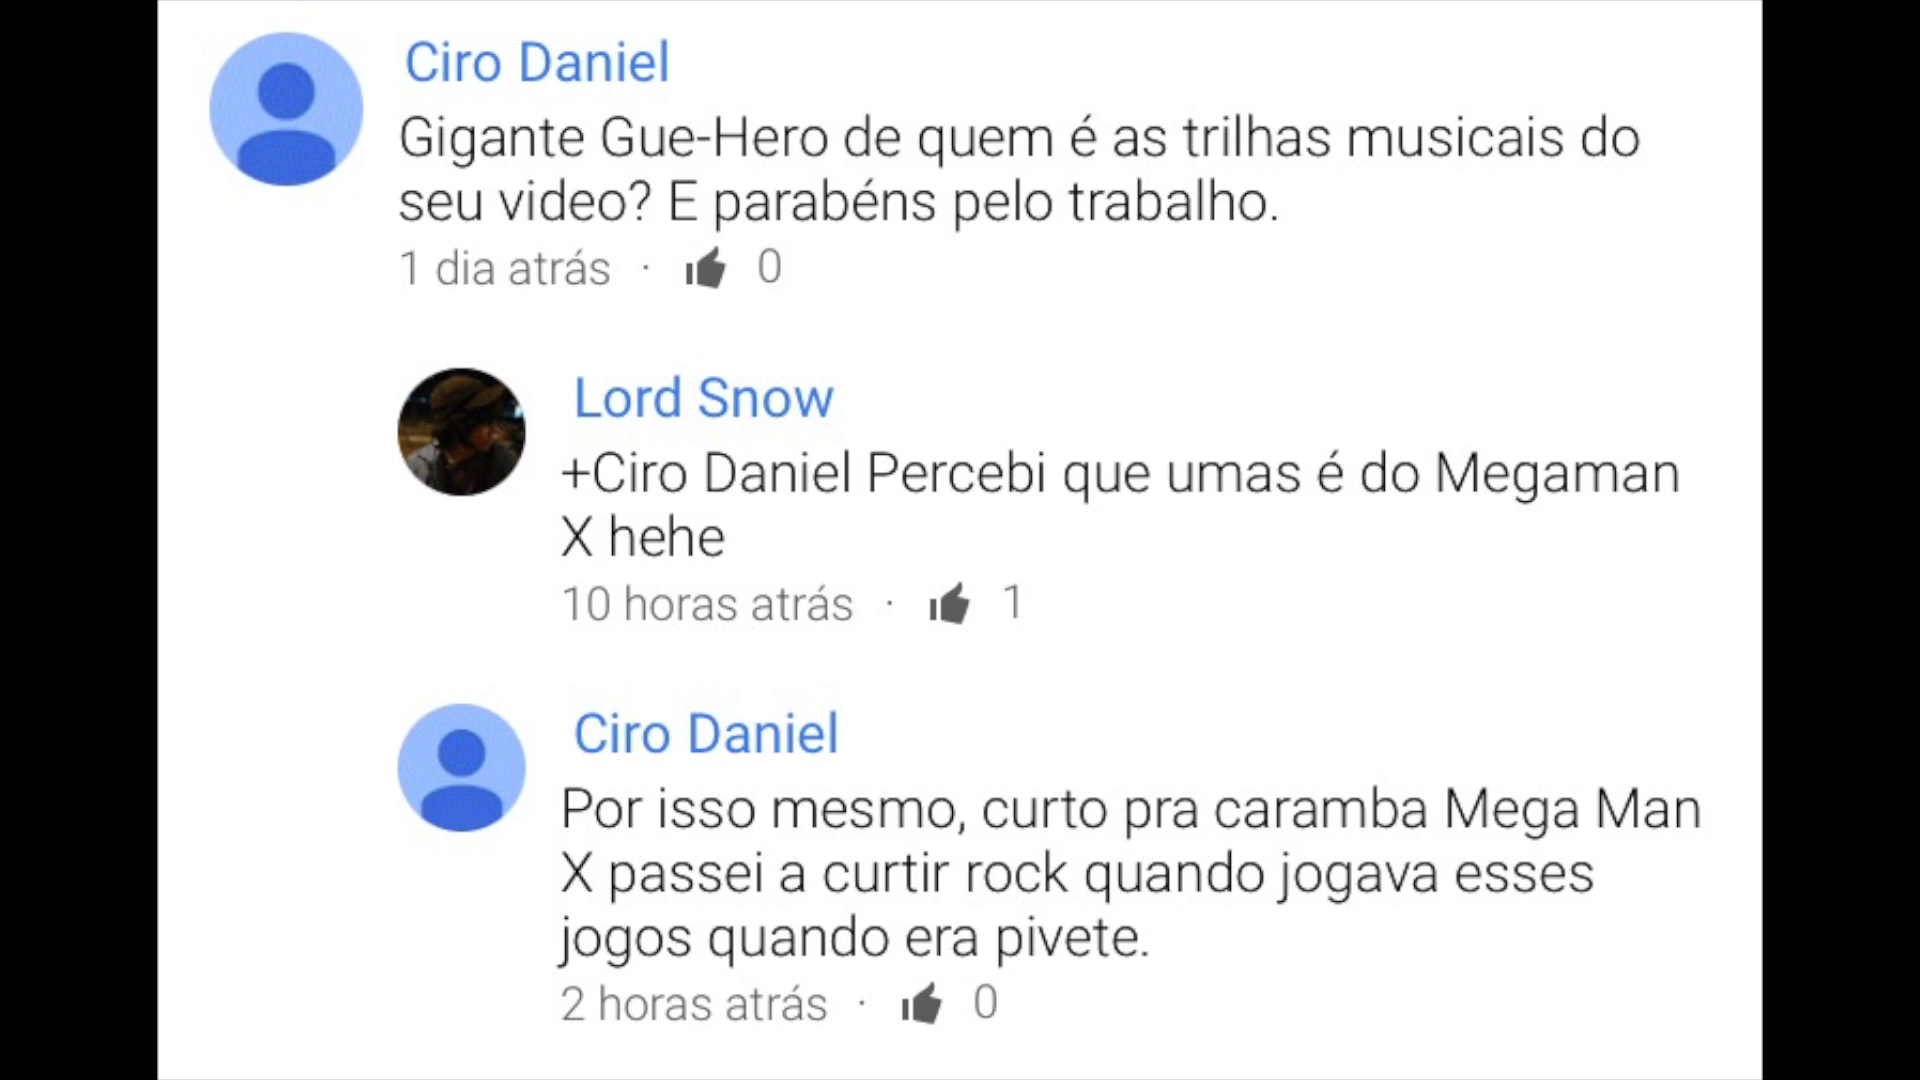 Ciro Daniel
Gigante Gue-Hero de quem é as trilhas musicais do
seu video? E parabéns pelo trabalho.
1 dia atrás · 0
Lord Snow
+Ciro Daniel Percebi que umas é do Megaman
X hehe
10 horas atrás · 1
Ciro Daniel
Por isso mesmo, curto pra caramba Mega Man
X passei a curtir rock quando jogava esses
jogos quando era pivete.
2 horas atrás · 0